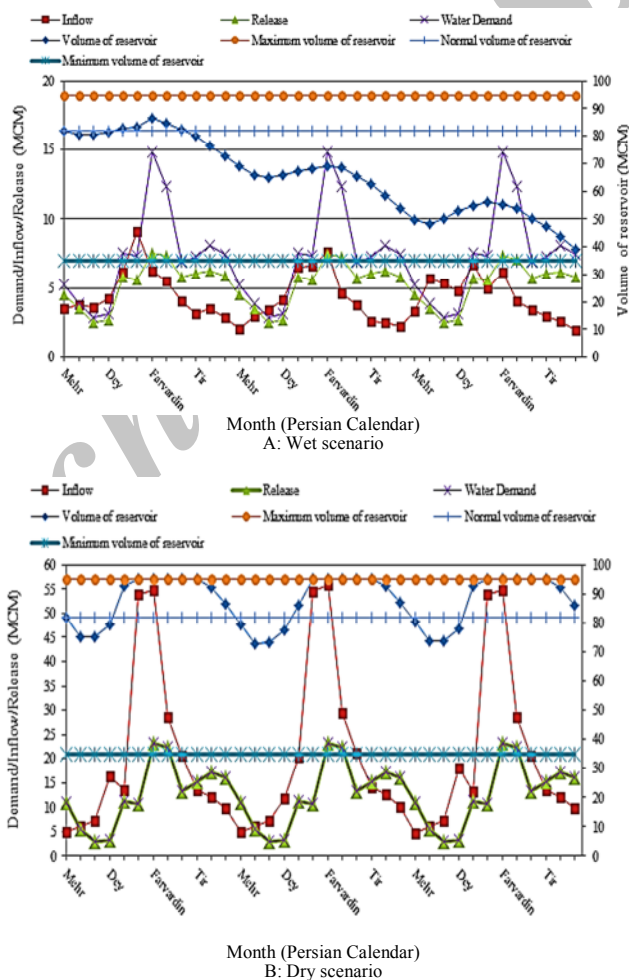 Inflow Release Water Demand
Volume of reservoir Maximum volume of reservoir Normal volume of reservoir
Minimum volume of reservoir
Demand/Inflow/Release (MCM)
20
15
10
5
0
100
90
80
70
60
50
40
30
20
10
0
Volume of reservoir (MCM)
Mehr Dey Farvardin Tir Mehr Dey Farvardin Tir Mehr Dey Farvardin Tir
Month (Persian Calendar)
A: Wet scenario
Inflow Release Water Demand
Volume of reservoir Maximum volume of reservoir Normal volume of reservoir
Minimum volume of reservoir
Demand/Inflow/Release (MCM)
60
55
50
45
40
35
30
25
20
15
10
5
0
100
90
80
70
60
50
40
30
20
10
0
Mehr Dey Farvardin Tir Mehr Dey Farvardin Tir Mehr Dey Farvardin Tir
Month (Persian Calendar)
B: Dry scenario